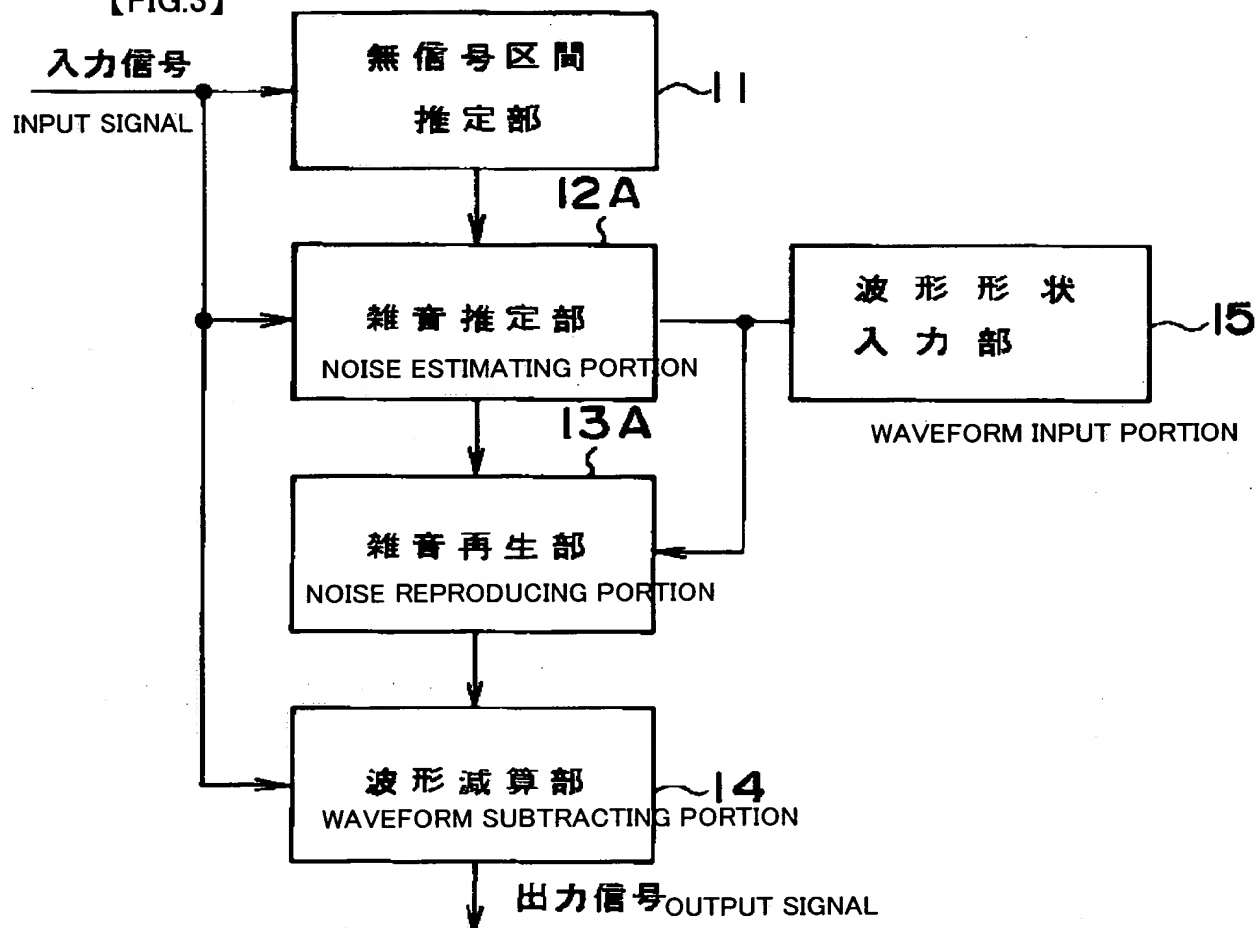 【FIG.3】
入力信号
INPUT SIGNAL
無信号区間
推定部
11
12A
雑音推定部
NOISE ESTIMATING PORTION
波形形状
入力部
15
WAVEFORM INPUT PORTION
13A
雑音再生部
NOISE REPRODUCING PORTION
波形減算部
14
WAVEFORM SUBTRACTING PORTION
出力信号 OUTPUT SIGNAL